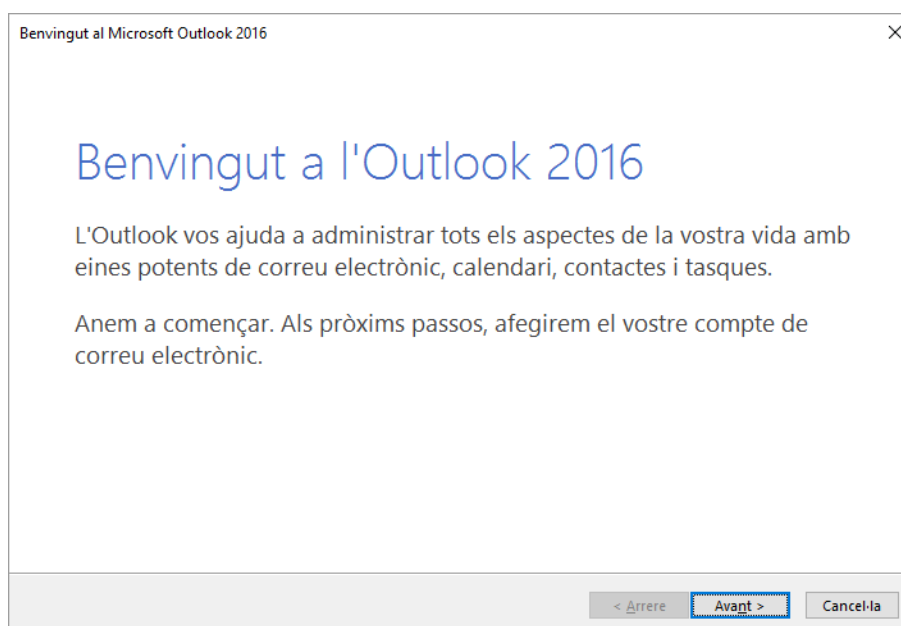 Benvingut al Microsoft Outlook 2016
Benvingut a l'Outlook 2016
L'Outlook vos ajuda a administrar tots els aspectes de la vostra vida amb
eines potents de correu electrònic, calendari, contactes i tasques.
Anem a començar. Als pròxims passos, afegirem el vostre compte de
correu electrònic.
< Arrere
Avant >
Cancel·la